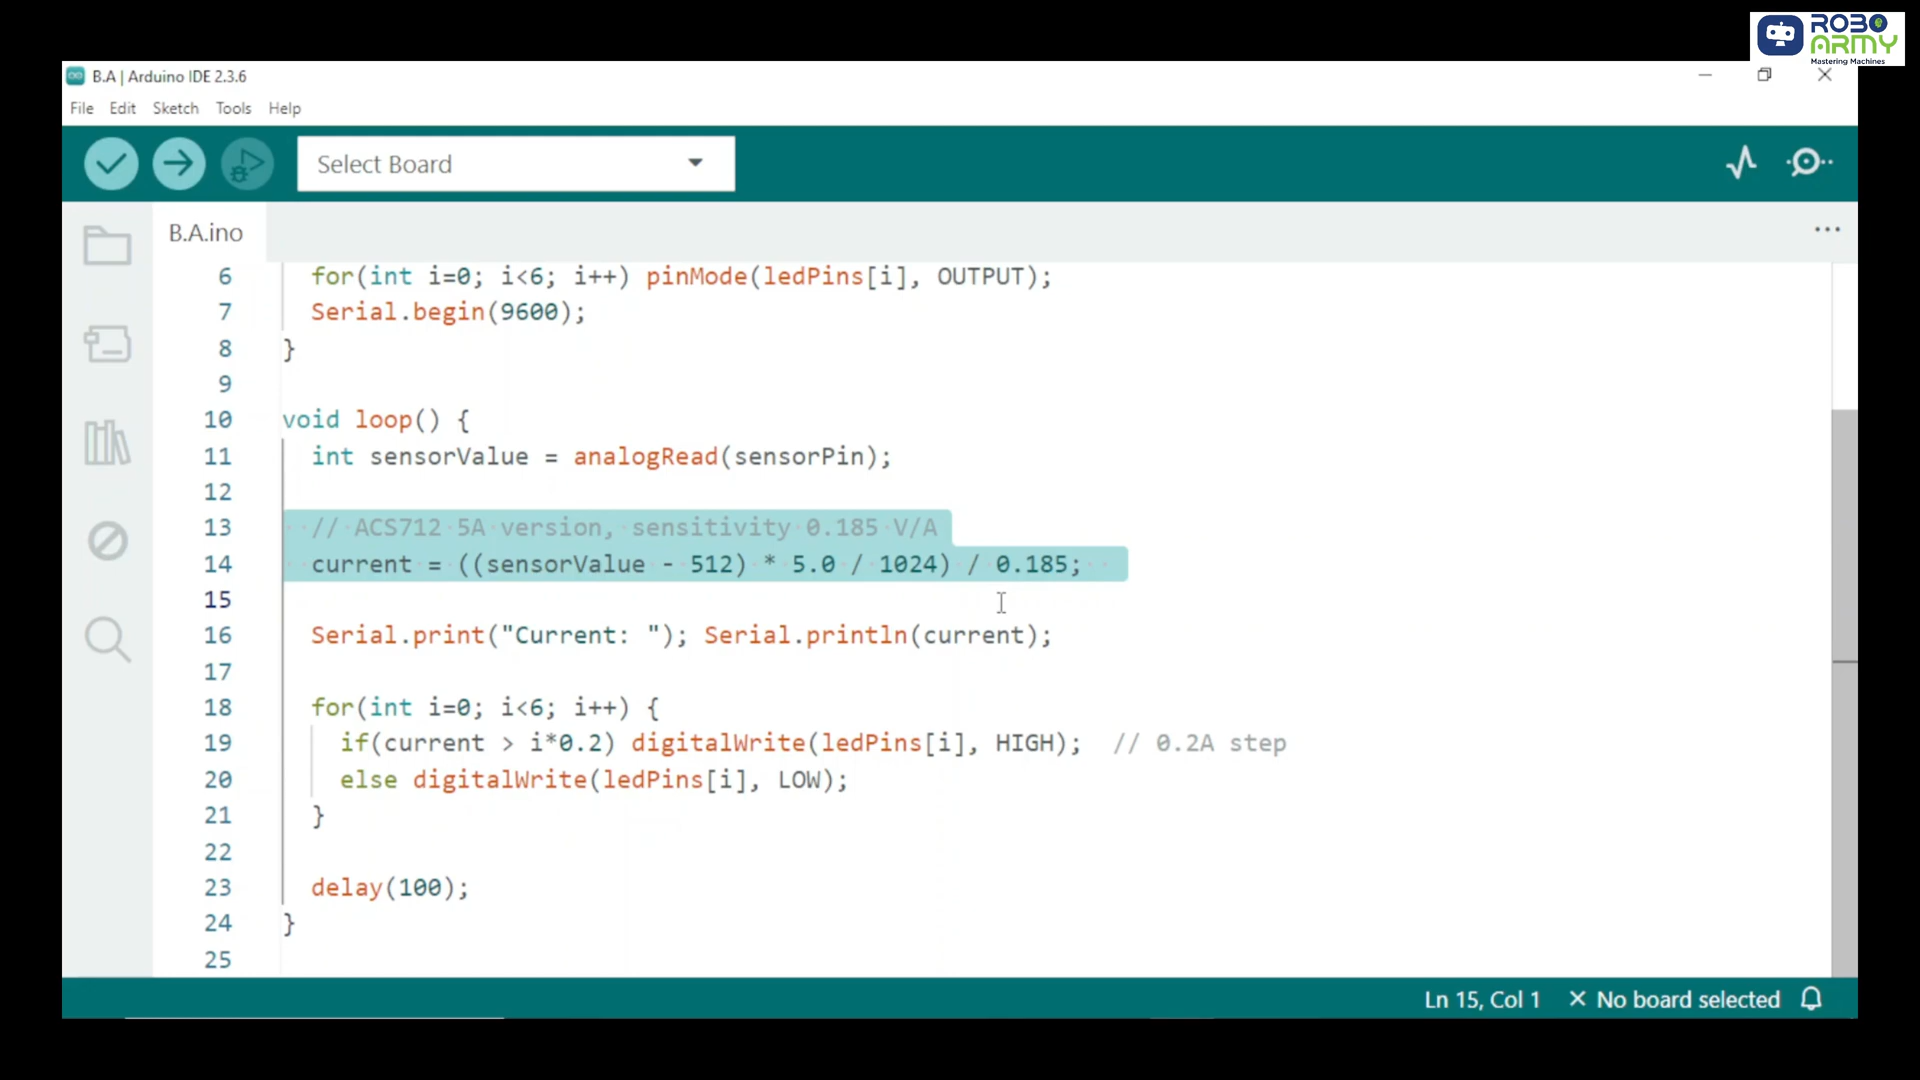 ROBO
ARMY
Mastering Machines
B.A | Arduino IDE 2.3.6
File Edit Sketch Tools Help
Select Board
B.A.ino
6 for(int i=0; i<6; i++) pinMode(ledPins[i], OUTPUT);
7 Serial.begin(9600);
8 }
9
10 void loop() {
11 int sensorValue = analogRead(sensorPin);
12
13 // ACS712 5A version, sensitivity 0.185 V/A
14 current = ((sensorValue - 512) * 5.0 / 1024) / 0.185;
15
16 Serial.print("Current: "); Serial.println(current);
17
18 for(int i=0; i<6; i++) {
19 if(current > i*0.2) digitalWrite(ledPins[i], HIGH); // 0.2A step
20 else digitalWrite(ledPins[i], LOW);
21 }
22
23 delay(100);
24 }
25
Ln 15, Col 1 × No board selected